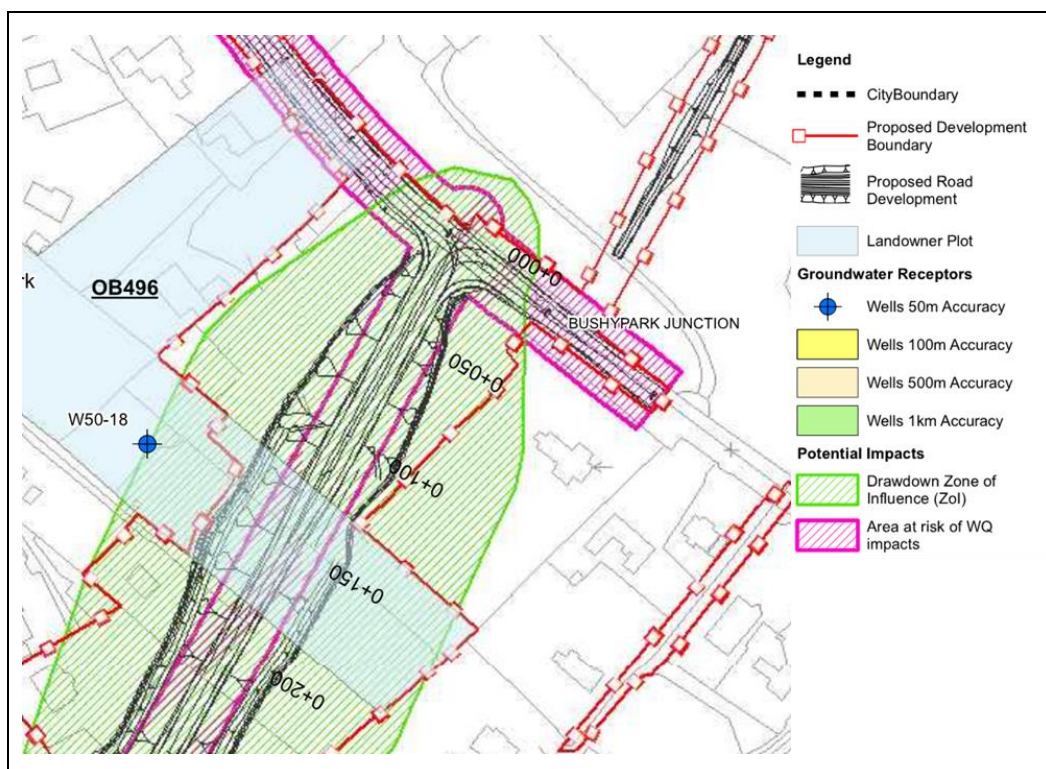 OB496
rk
W50-18
0+000
BUSHYPARK JUNCTION
0+050
0+100
0+150
0+200
Legend
CityBoundary
Proposed Development
Boundary
Proposed Road
Development
Landowner Plot
Groundwater Receptors
Wells 50m Accuracy
Wells 100m Accuracy
Wells 500m Accuracy
Wells 1km Accuracy
Potential Impacts
Drawdown Zone of
Influence (ZoI)
Area at risk of WQ
impacts